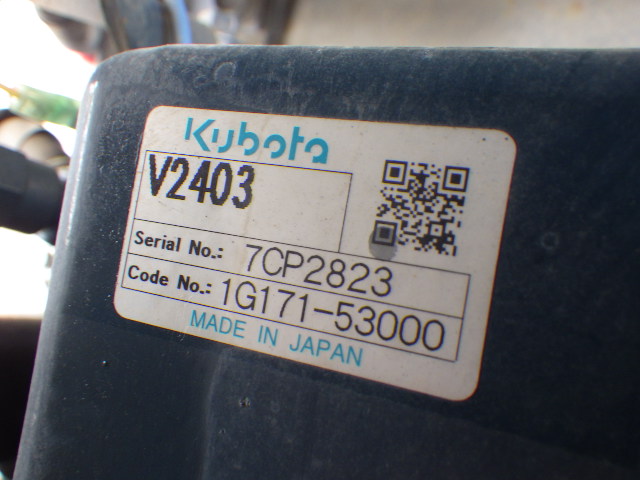 Kubota
V2403
Serial No.: 7CP2823
Code No.: 1G171-53000
MADE IN JAPAN